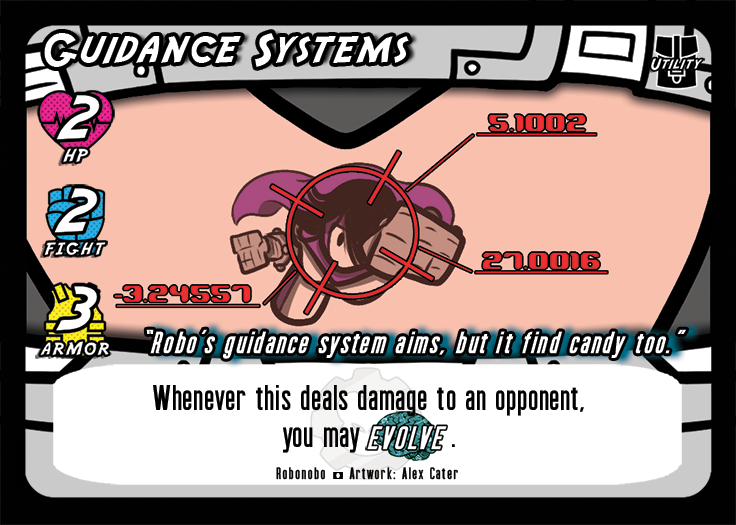 Guidance Systems
Utility
2
HP
5.1002
2
Fight
27.0016
-3.24557
3
Armor
"Robo's guidance system aims, but it find candy too."
Whenever this deals damage to an opponent,
you may EVOLVE.
Robonobo Artwork: Alex Cater